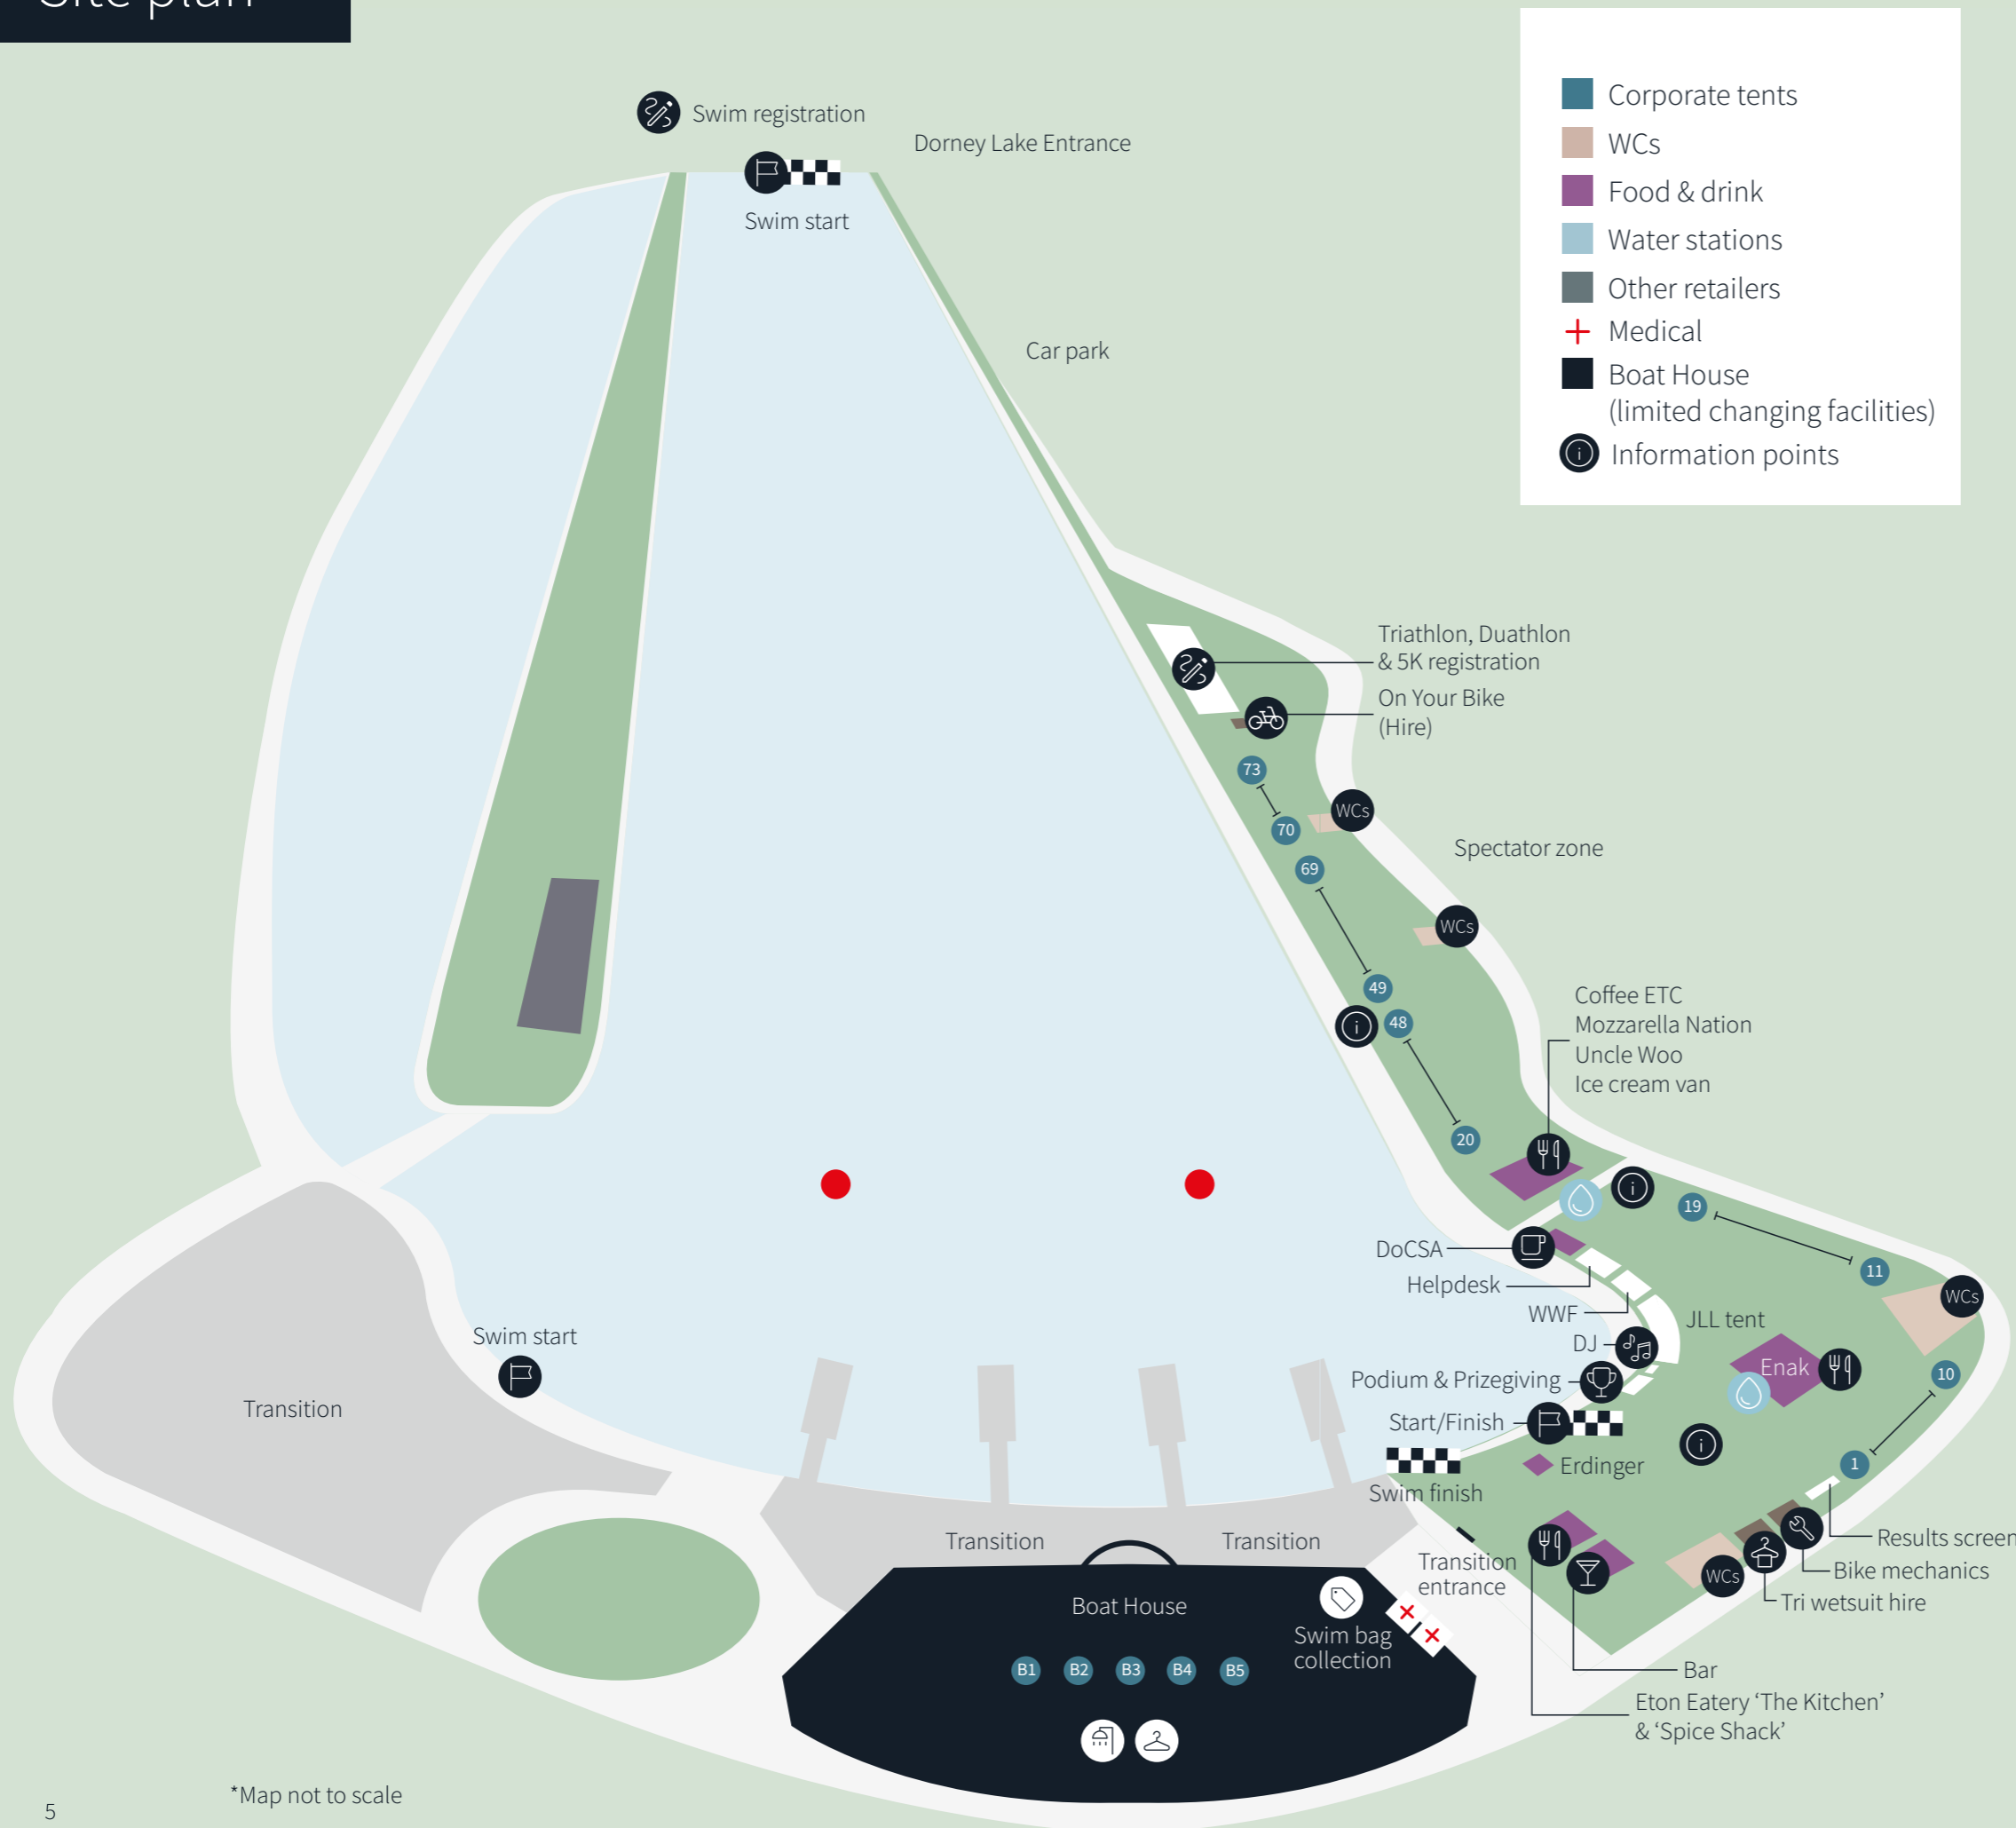 Site plan
Corporate tents
WCs
Food & drink
Water stations
Other retailers
Medical
Boat House
(limited changing facilities)
i Information points
Swim registration
Dorney Lake Entrance
Swim start
Car park
Triathlon, Duathlon
& 5K registration
On Your Bike
(Hire)
73
WCs
70
Spectator zone
69
WCs
49
i
48
Coffee ETC
Mozzarella Nation
Uncle Woo
Ice cream van
20
i
19
DoCSA
11
Helpdesk
WCs
WWF
JLL tent
DJ
Enak
10
Podium & Prizegiving
Start/Finish
i
1
Erdinger
Swim finish
Swim start
Transition
Transition
Transition
Transition
entrance
WCs
Results screen
Bike mechanics
Tri wetsuit hire
Bar
Eton Eatery ‘The Kitchen’
& ‘Spice Shack’
Boat House
Swim bag
collection
B1
B2
B3
B4
B5
*Map not to scale
5